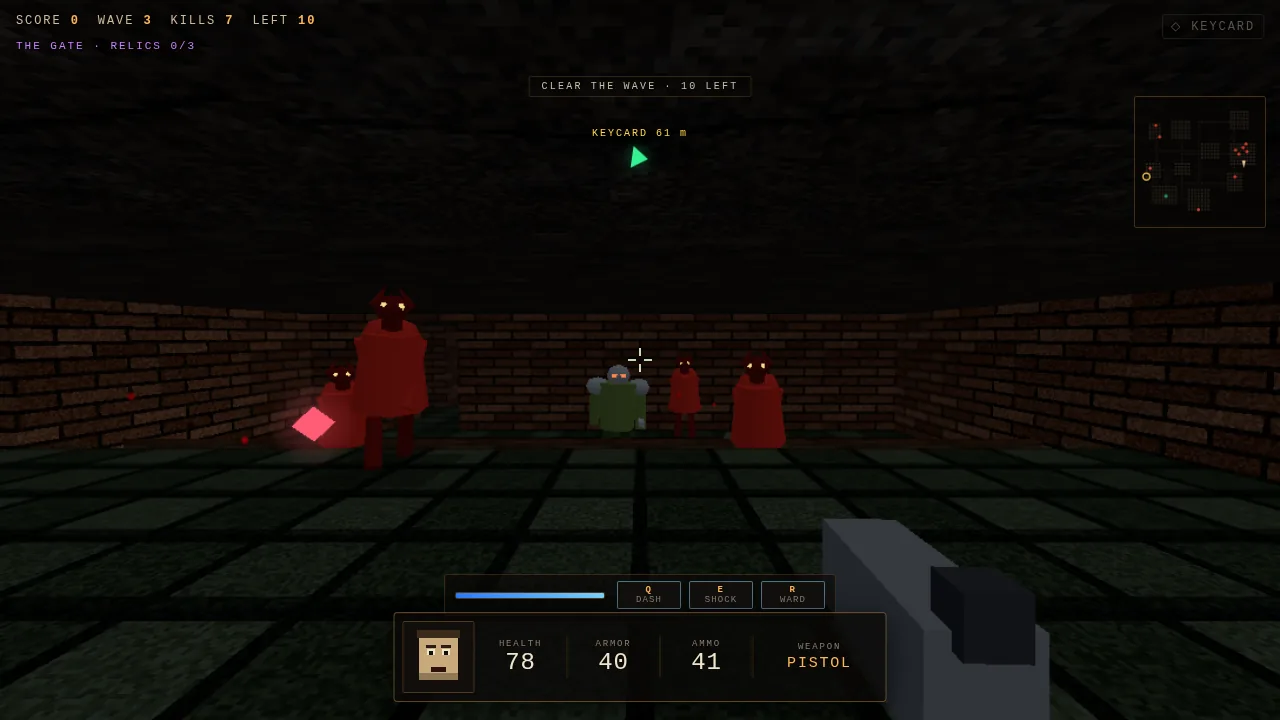 SCORE 0 WAVE 3 KILLS 7 LEFT 10
THE GATE · RELICS 0/3
◇ KEYCARD
CLEAR THE WAVE · 10 LEFT
KEYCARD 61 m
Q
DASH
E
SHOCK
R
WARD
HEALTH
78
ARMOR
40
AMMO
41
WEAPON
PISTOL